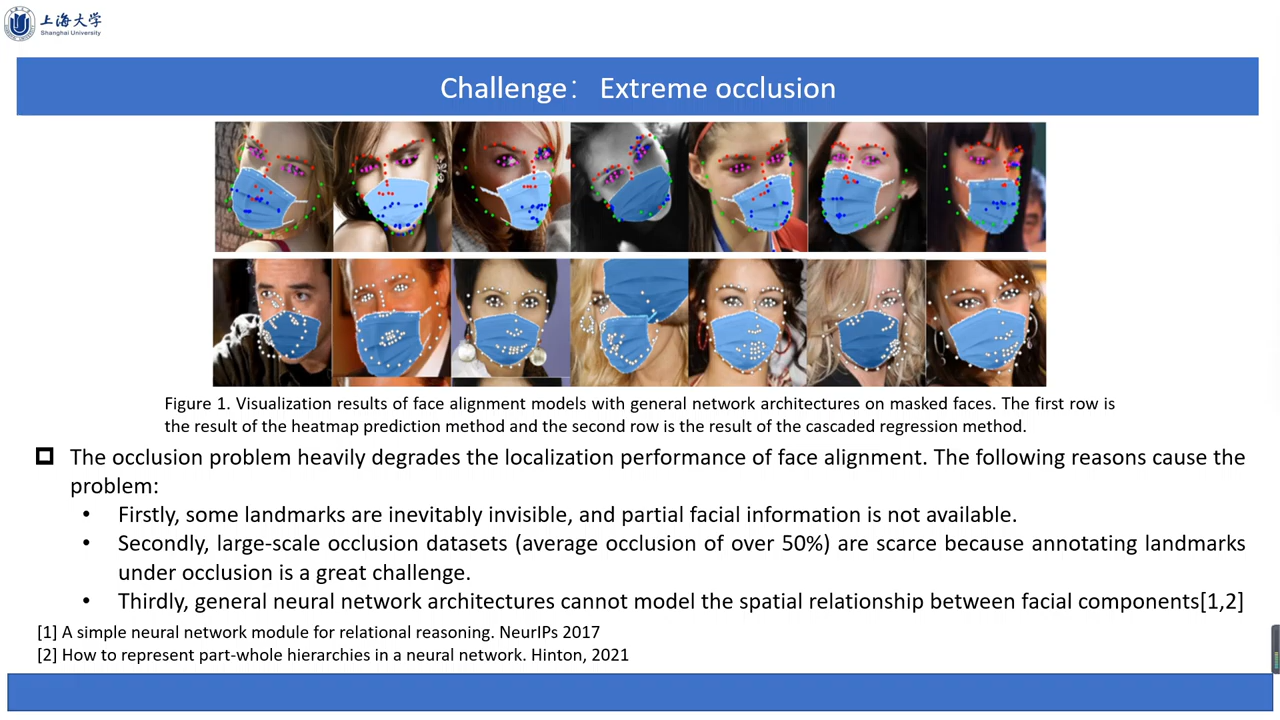 上海大学
Shanghai University
Challenge： Extreme occlusion
Figure 1. Visualization results of face alignment models with general network architectures on masked faces. The first row is
the result of the heatmap prediction method and the second row is the result of the cascaded regression method.
The occlusion problem heavily degrades the localization performance of face alignment. The following reasons cause the
problem:
• Firstly, some landmarks are inevitably invisible, and partial facial information is not available.
• Secondly, large-scale occlusion datasets (average occlusion of over 50%) are scarce because annotating landmarks
under occlusion is a great challenge.
• Thirdly, general neural network architectures cannot model the spatial relationship between facial components[1,2]
[1] A simple neural network module for relational reasoning. NeurIPs 2017
[2] How to represent part-whole hierarchies in a neural network. Hinton, 2021